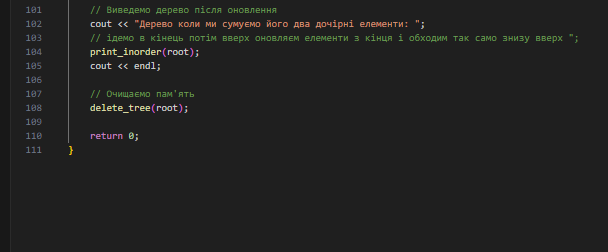 101 // Виведемо дерево після оновлення
102 cout << "Дерево коли ми сумуємо його два дочірні елементи: ";
103 // ідемо в кінець потім вверх оновляєм елементи з кінця і обходим так само знизу вверх ";
104 print_inorder(root);
105 cout << endl;
106
107 // Очищаємо пам'ять
108 delete_tree(root);
109
110 return 0;
111 }